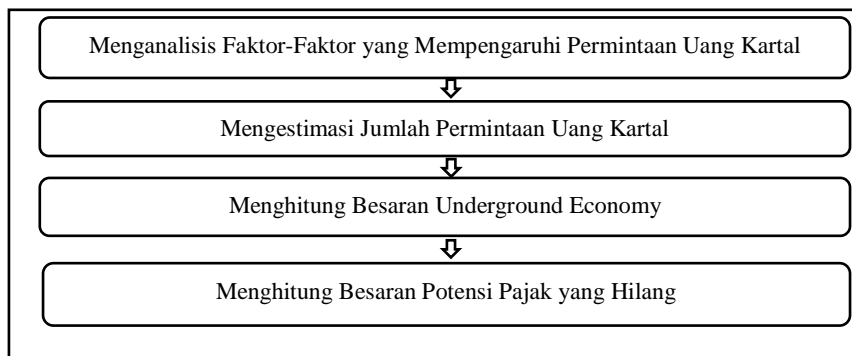 Menganalisis Faktor-Faktor yang Mempengaruhi Permintaan Uang Kartal
Mengestimasi Jumlah Permintaan Uang Kartal
Menghitung Besaran Underground Economy
Menghitung Besaran Potensi Pajak yang Hilang